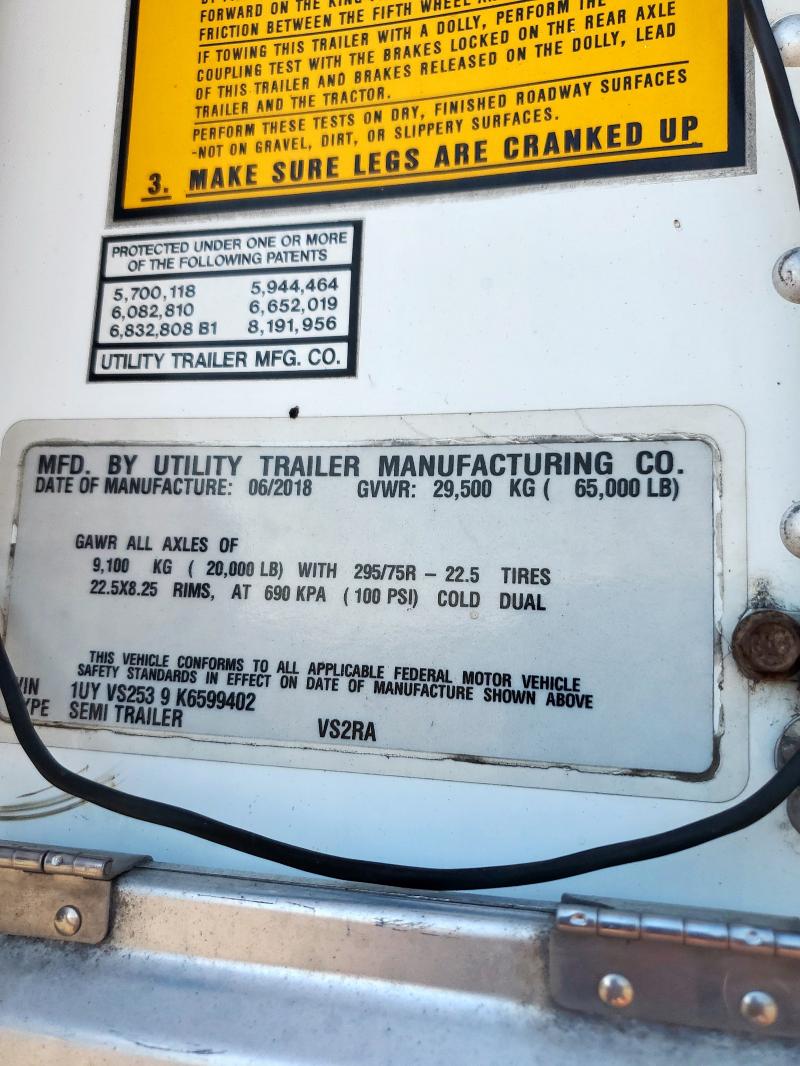 FORWARD ON THE KING
FRICTION BETWEEN THE FIFTH WHEEL
IF TOWING THIS TRAILER WITH A DOLLY, PERFORM THE
COUPLING TEST WITH THE BRAKES LOCKED ON THE REAR AXLE
OF THIS TRAILER AND BRAKES RELEASED ON THE DOLLY, LEAD
TRAILER AND THE TRACTOR.
PERFORM THESE TESTS ON DRY, FINISHED ROADWAY SURFACES
-NOT ON GRAVEL, DIRT, OR SLIPPERY SURFACES.
3. MAKE SURE LEGS ARE CRANKED UP
PROTECTED UNDER ONE OR MORE
OF THE FOLLOWING PATENTS
5,700,118 5,944,464
6,082,810 6,652,019
6,832,808 B1 8,191,956
UTILITY TRAILER MFG. CO.
MFD. BY UTILITY TRAILER MANUFACTURING CO.
DATE OF MANUFACTURE: 06/2018 GVWR: 29,500 KG ( 65,000 LB)
GAWR ALL AXLES OF
9,100 KG ( 20,000 LB) WITH 295/75R - 22.5 TIRES
22.5X8.25 RIMS, AT 690 KPA ( 100 PSI) COLD DUAL
THIS VEHICLE CONFORMS TO ALL APPLICABLE FEDERAL MOTOR VEHICLE
SAFETY STANDARDS IN EFFECT ON DATE OF MANUFACTURE SHOWN ABOVE
VIN 1UY VS253 9 K6599402
TYPE SEMI TRAILER
VS2RA